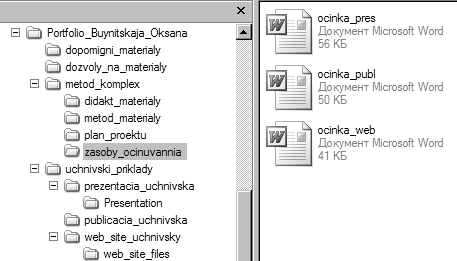 Portfolio_Buynitskaja_Oksana
dopomigni_materialy
dozvoly_na_materialy
metod_komplex
didakt_materialy
metod_materialy
plan_proektu
zasoby_ocinuvannia
uchnivski_priklady
prezentacia_uchnivska
Presentation
publicacia_uchnivska
web_site_uchnivsky
web_site_files
ocinka_pres
Документ Microsoft Word
56 КБ
ocinka_publ
Документ Microsoft Word
50 КБ
ocinka_web
Документ Microsoft Word
41 КБ